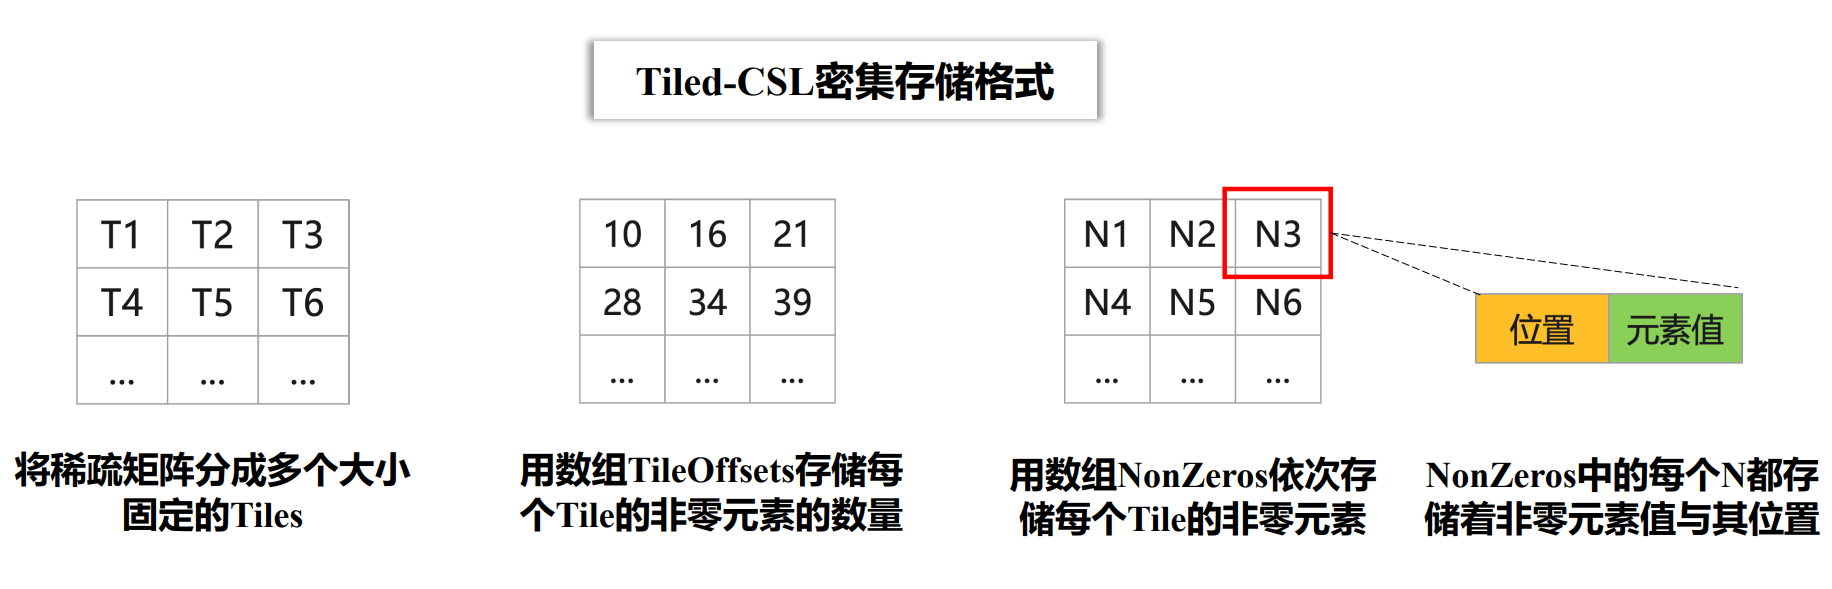 Tiled-CSL密集存储格式
T1 T2 T3
T4 T5 T6
... ... ...
10 16 21
28 34 39
... ... ...
N1 N2 N3
N4 N5 N6
... ... ...
位置 元素值
将稀疏矩阵分成多个大小
固定的Tiles
用数组TileOffsets存储每
个Tile的非零元素的数量
用数组NonZeros依次存
储每个Tile的非零元素
NonZeros中的每个N都存
储着非零元素值与其位置